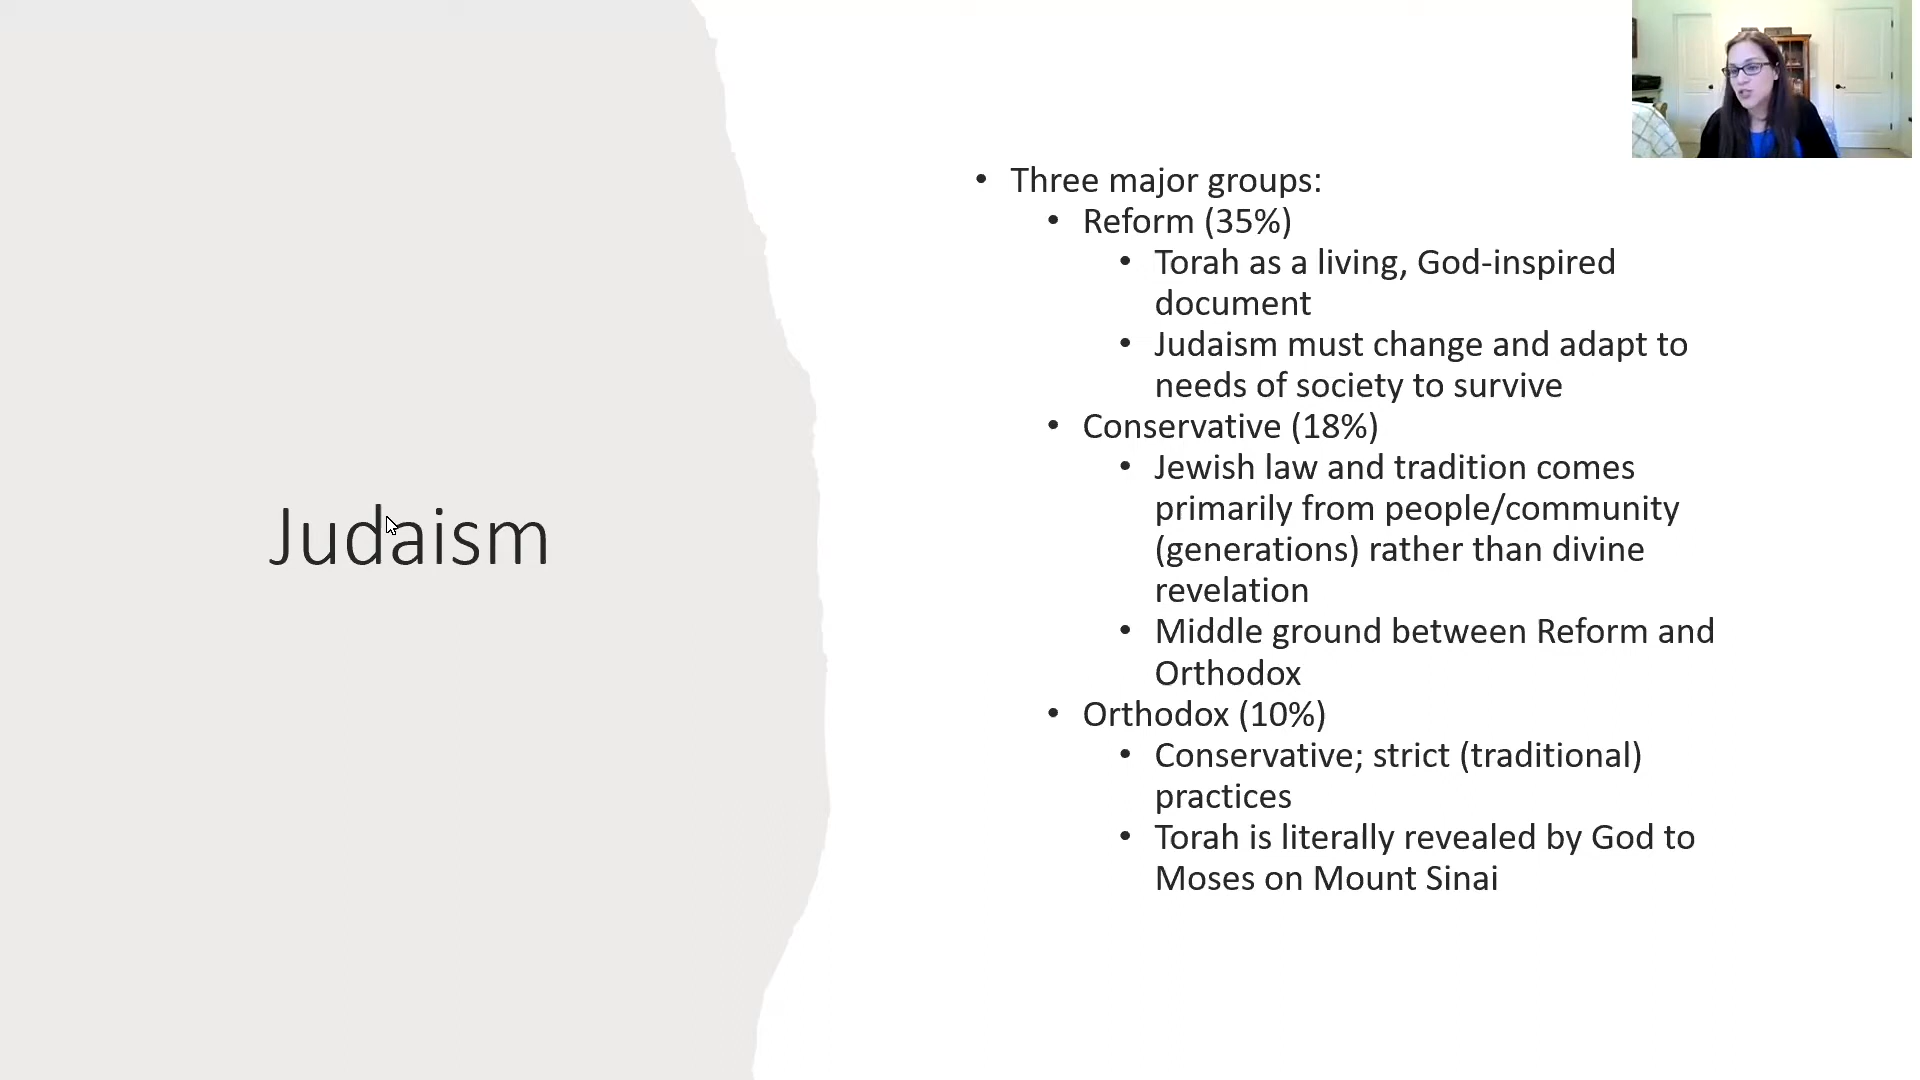 Judaism
• Three major groups:
• Reform (35%)
• Torah as a living, God-inspired
document
• Judaism must change and adapt to
needs of society to survive
• Conservative (18%)
• Jewish law and tradition comes
primarily from people/community
(generations) rather than divine
revelation
• Middle ground between Reform and
Orthodox
• Orthodox (10%)
• Conservative; strict (traditional)
practices
• Torah is literally revealed by God to
Moses on Mount Sinai